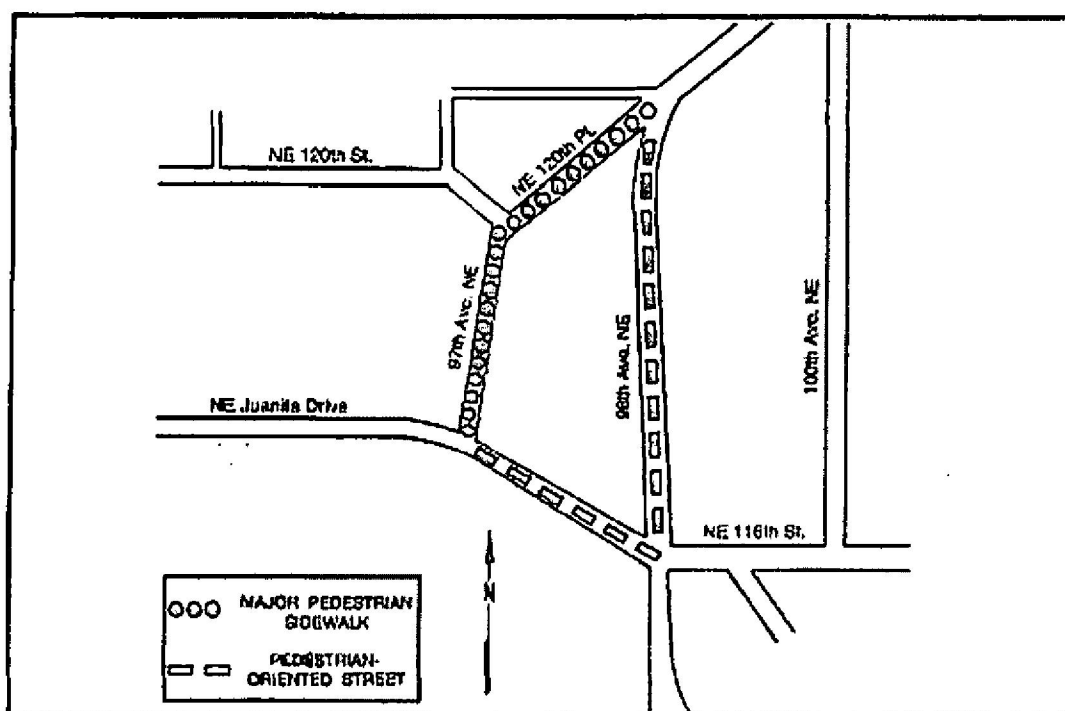 NE 120th St.
NE 120th Pl.
97th Ave. NE
98th Ave. NE
100th Ave. NE
NE Juanita Drive
NE 116th St.
N
MAJOR PEDESTRIAN
SIDEWALK
PEDESTRIAN-
ORIENTED STREET